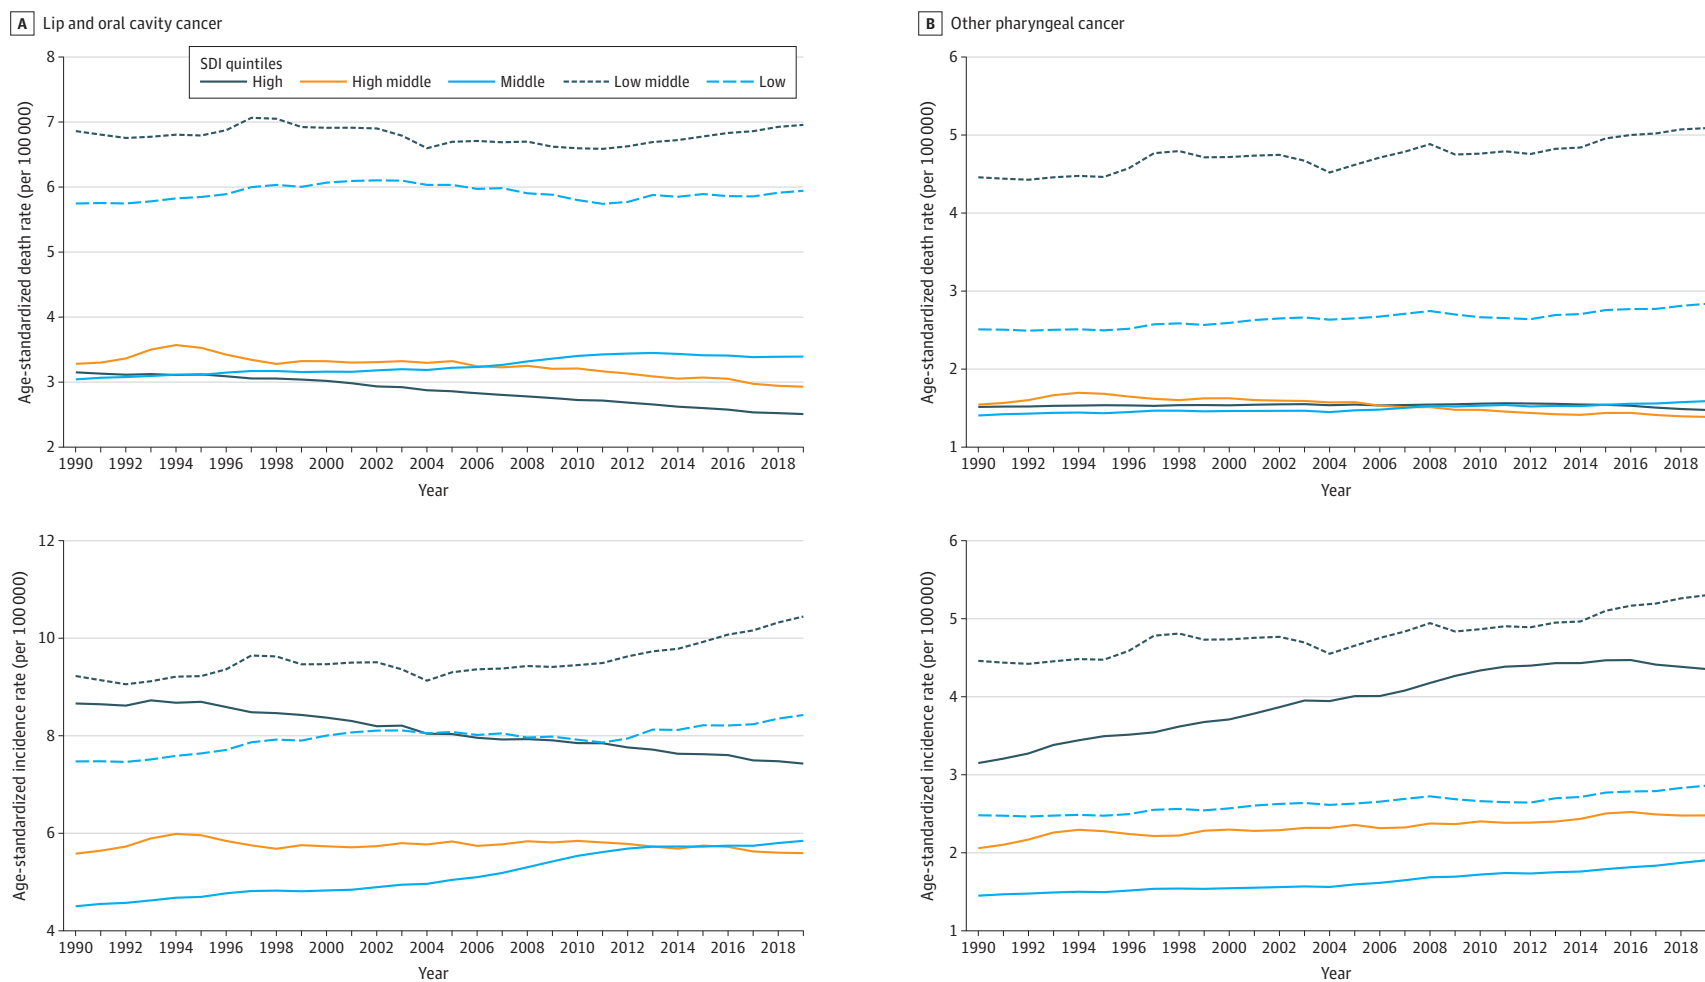 A Lip and oral cavity cancer
8
7
6
5
4
3
2
Age-standardized death rate (per 100 000)
SDI quintiles
High High middle Middle Low middle Low
1990 1992 1994 1996 1998 2000 2002 2004 2006 2008 2010 2012 2014 2016 2018
Year
12
10
8
6
4
Age-standardized incidence rate (per 100 000)
1990 1992 1994 1996 1998 2000 2002 2004 2006 2008 2010 2012 2014 2016 2018
Year
B Other pharyngeal cancer
6
5
4
3
2
1
Age-standardized death rate (per 100 000)
1990 1992 1994 1996 1998 2000 2002 2004 2006 2008 2010 2012 2014 2016 2018
Year
6
5
4
3
2
1
Age-standardized incidence rate (per 100 000)
1990 1992 1994 1996 1998 2000 2002 2004 2006 2008 2010 2012 2014 2016 2018
Year